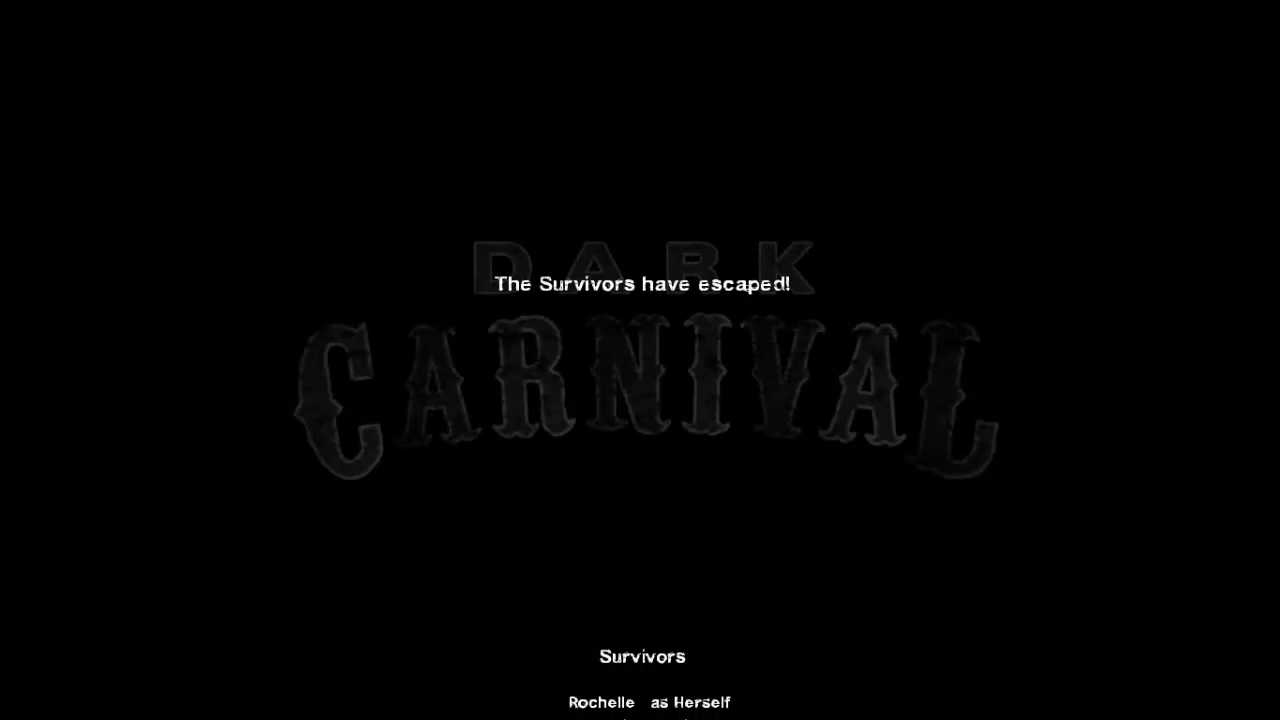 DARK
The Survivors have escaped!
CARNIVAL
Survivors
Rochelle as Herself